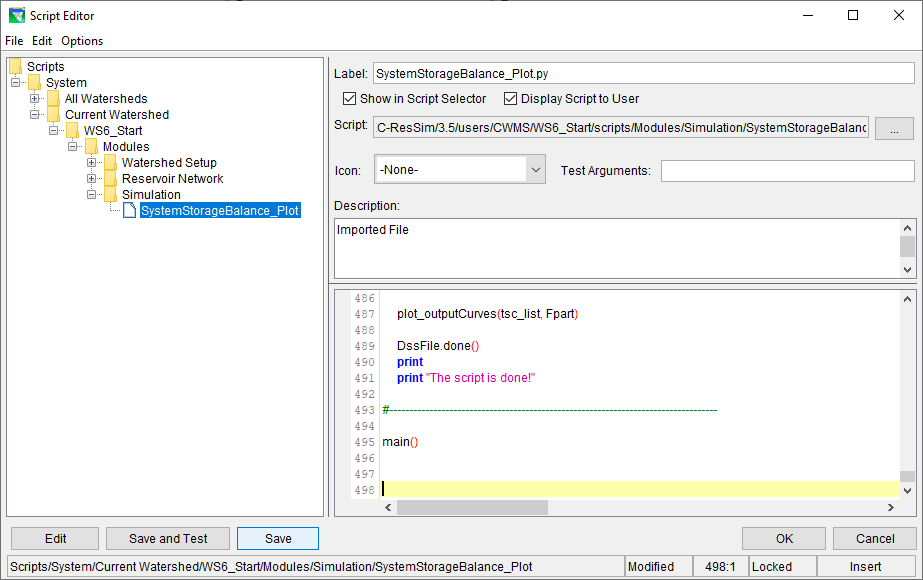 Script Editor
File Edit Options
Scripts
System
All Watersheds
Current Watershed
WS6_Start
Modules
Watershed Setup
Reservoir Network
Simulation
SystemStorageBalance_Plot
Label: SystemStorageBalance_Plot.py
Show in Script Selector Display Script to User
Script: C-ResSim/3.5/users/CWMS/WS6_Start/scripts/Modules/Simulation/SystemStorageBalanc ...
Icon: -None- Test Arguments:
Description:
Imported File
486
487 plot_outputCurves(tsc_list, Fpart)
488
489 DssFile.done()
490 print
491 print "The script is done!"
492
493 #----------------------------------------------------------------------------------
494
495 main()
496
497
498
Edit Save and Test Save OK Cancel
Scripts/System/Current Watershed/WS6_Start/Modules/Simulation/SystemStorageBalance_Plot Modified 498:1 Locked Insert